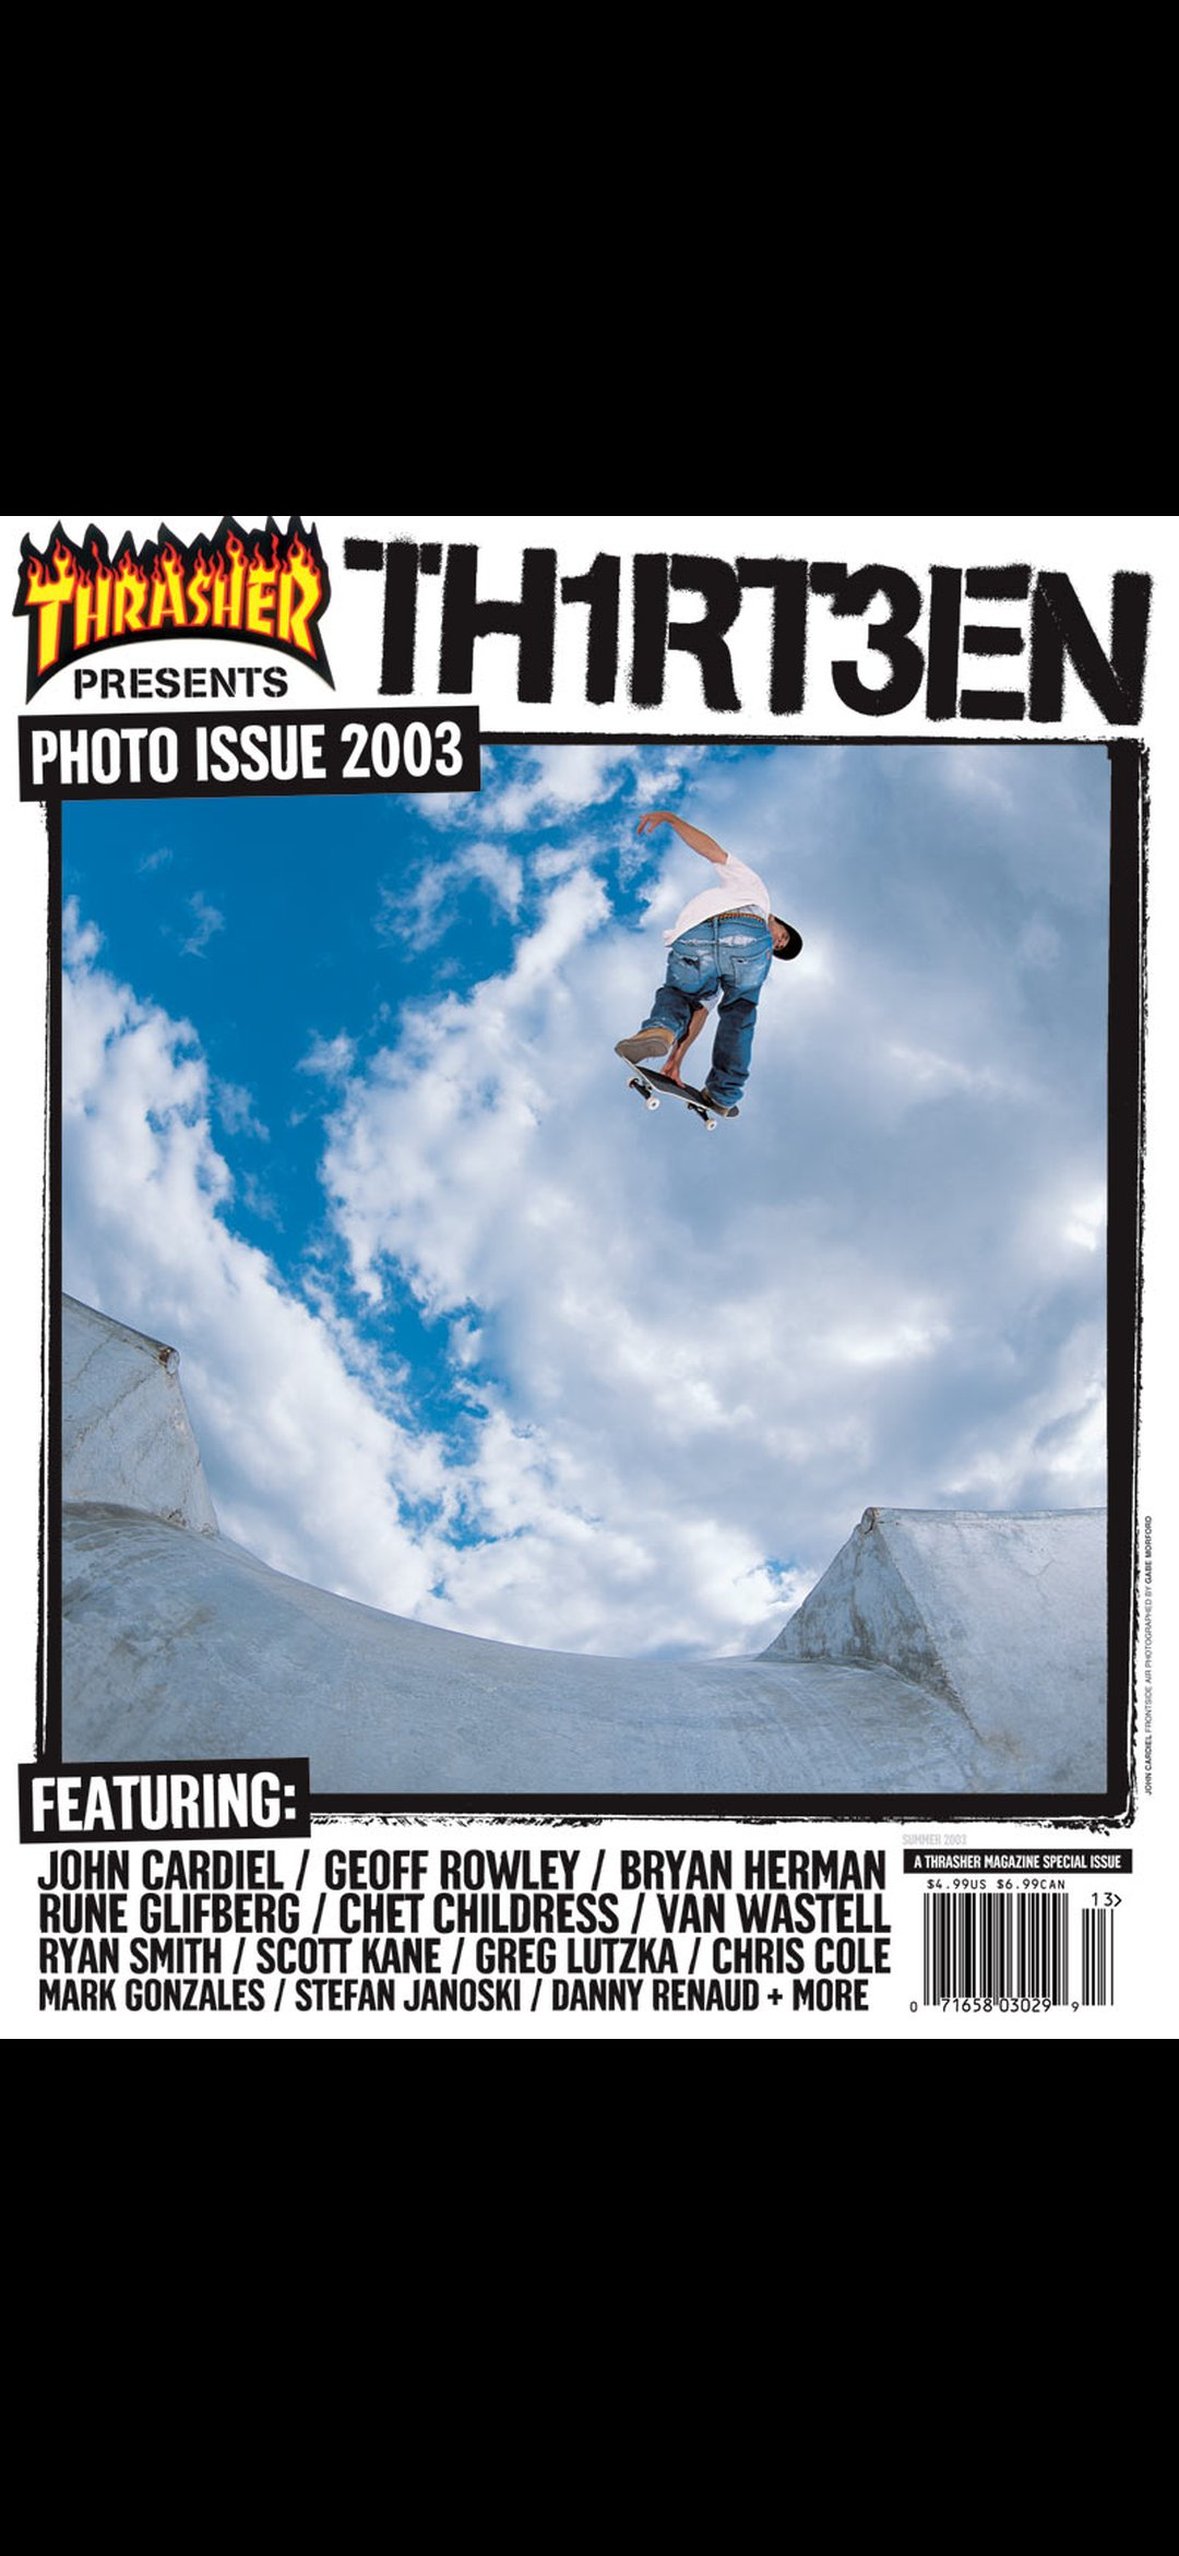 THRASHER
PRESENTS
TH1RT3EN
PHOTO ISSUE 2003
JOHN CARDIEL FRONTSIDE AIR PHOTOGRAPHED BY GABE MORFORD
FEATURING:
JOHN CARDIEL / GEOFF ROWLEY / BRYAN HERMAN
RUNE GLIFBERG / CHET CHILDRESS / VAN WASTELL
RYAN SMITH / SCOTT KANE / GREG LUTZKA / CHRIS COLE
MARK GONZALES / STEFAN JANOSKI / DANNY RENAUD + MORE
SUMMER 2003
A THRASHER MAGAZINE SPECIAL ISSUE
$4.99US $6.99CAN
13>
0 71658 03029 9